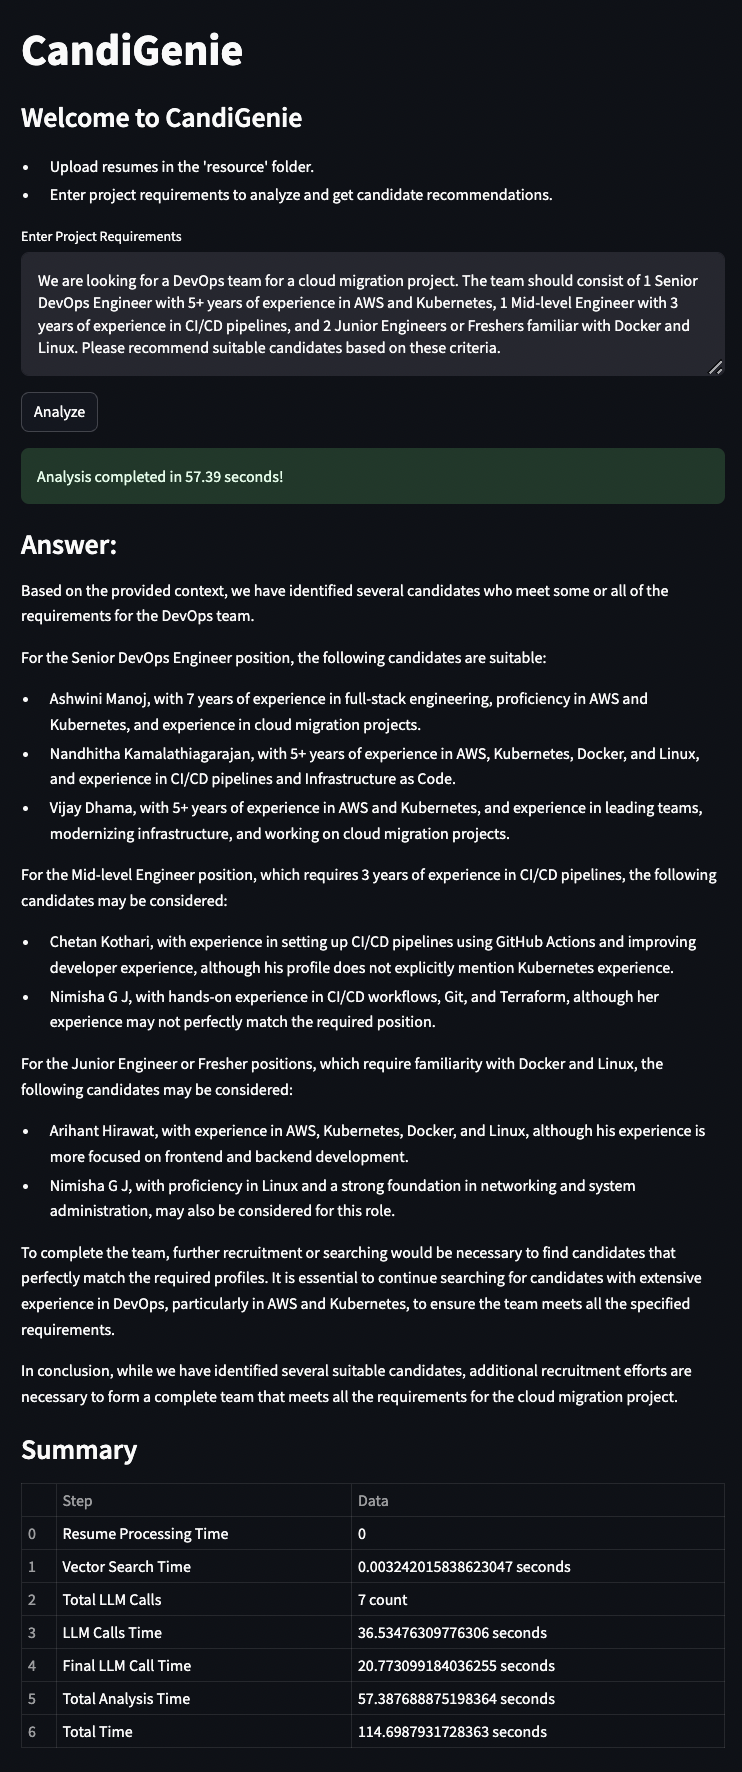 CandiGenie
Welcome to CandiGenie
• Upload resumes in the 'resource' folder.
• Enter project requirements to analyze and get candidate recommendations.
Enter Project Requirements
We are looking for a DevOps team for a cloud migration project. The team should consist of 1 Senior
DevOps Engineer with 5+ years of experience in AWS and Kubernetes, 1 Mid-level Engineer with 3
years of experience in CI/CD pipelines, and 2 Junior Engineers or Freshers familiar with Docker and
Linux. Please recommend suitable candidates based on these criteria.
Analyze
Analysis completed in 57.39 seconds!
Answer:
Based on the provided context, we have identified several candidates who meet some or all of the
requirements for the DevOps team.
For the Senior DevOps Engineer position, the following candidates are suitable:
• Ashwini Manoj, with 7 years of experience in full-stack engineering, proficiency in AWS and
Kubernetes, and experience in cloud migration projects.
• Nandhitha Kamalathiagarajan, with 5+ years of experience in AWS, Kubernetes, Docker, and Linux,
and experience in CI/CD pipelines and Infrastructure as Code.
• Vijay Dhama, with 5+ years of experience in AWS and Kubernetes, and experience in leading teams,
modernizing infrastructure, and working on cloud migration projects.
For the Mid-level Engineer position, which requires 3 years of experience in CI/CD pipelines, the following
candidates may be considered:
• Chetan Kothari, with experience in setting up CI/CD pipelines using GitHub Actions and improving
developer experience, although his profile does not explicitly mention Kubernetes experience.
• Nimisha G J, with hands-on experience in CI/CD workflows, Git, and Terraform, although her
experience may not perfectly match the required position.
For the Junior Engineer or Fresher positions, which require familiarity with Docker and Linux, the
following candidates may be considered:
• Arihant Hirawat, with experience in AWS, Kubernetes, Docker, and Linux, although his experience is
more focused on frontend and backend development.
• Nimisha G J, with proficiency in Linux and a strong foundation in networking and system
administration, may also be considered for this role.
To complete the team, further recruitment or searching would be necessary to find candidates that
perfectly match the required profiles. It is essential to continue searching for candidates with extensive
experience in DevOps, particularly in AWS and Kubernetes, to ensure the team meets all the specified
requirements.
In conclusion, while we have identified several suitable candidates, additional recruitment efforts are
necessary to form a complete team that meets all the requirements for the cloud migration project.
Summary
Step Data
0 Resume Processing Time 0
1 Vector Search Time 0.003242015838623047 seconds
2 Total LLM Calls 7 count
3 LLM Calls Time 36.53476309776306 seconds
4 Final LLM Call Time 20.773099184036255 seconds
5 Total Analysis Time 57.387688875198364 seconds
6 Total Time 114.6987931728363 seconds